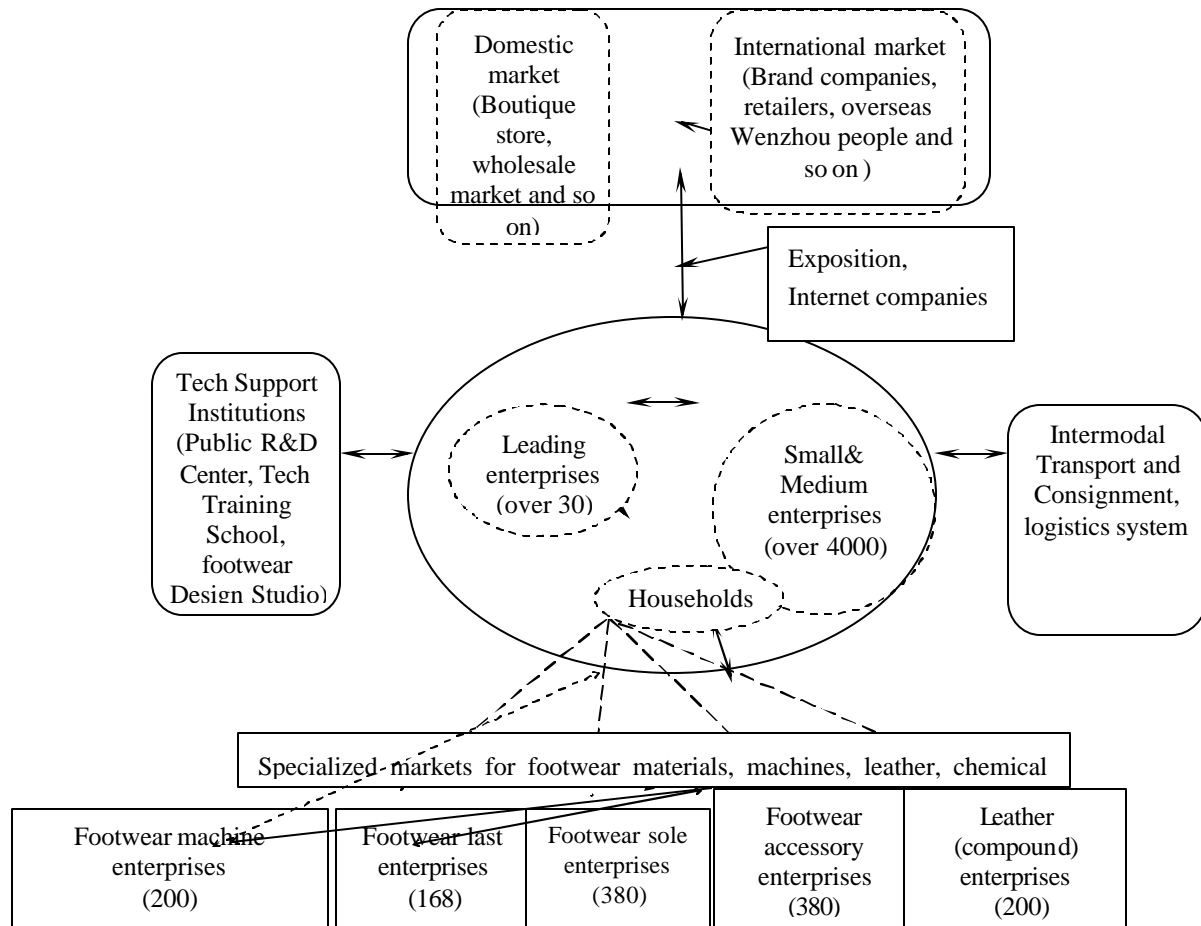 Domestic
market
(Boutique
store,
wholesale
market and so
on)
International market
(Brand companies,
retailers, overseas
Wenzhou people and
so on )
Exposition,
Internet companies
Tech Support
Institutions
(Public R&D
Center, Tech
Training
School,
footwear
Design Studio)
Leading
enterprises
(over 30)
Small&
Medium
enterprises
(over 4000)
Households
Intermodal
Transport and
Consignment,
logistics system
Specialized markets for footwear materials, machines, leather, chemical
Footwear machine
enterprises
(200)
Footwear last
enterprises
(168)
Footwear sole
enterprises
(380)
Footwear
accessory
enterprises
(380)
Leather
(compound)
enterprises
(200)